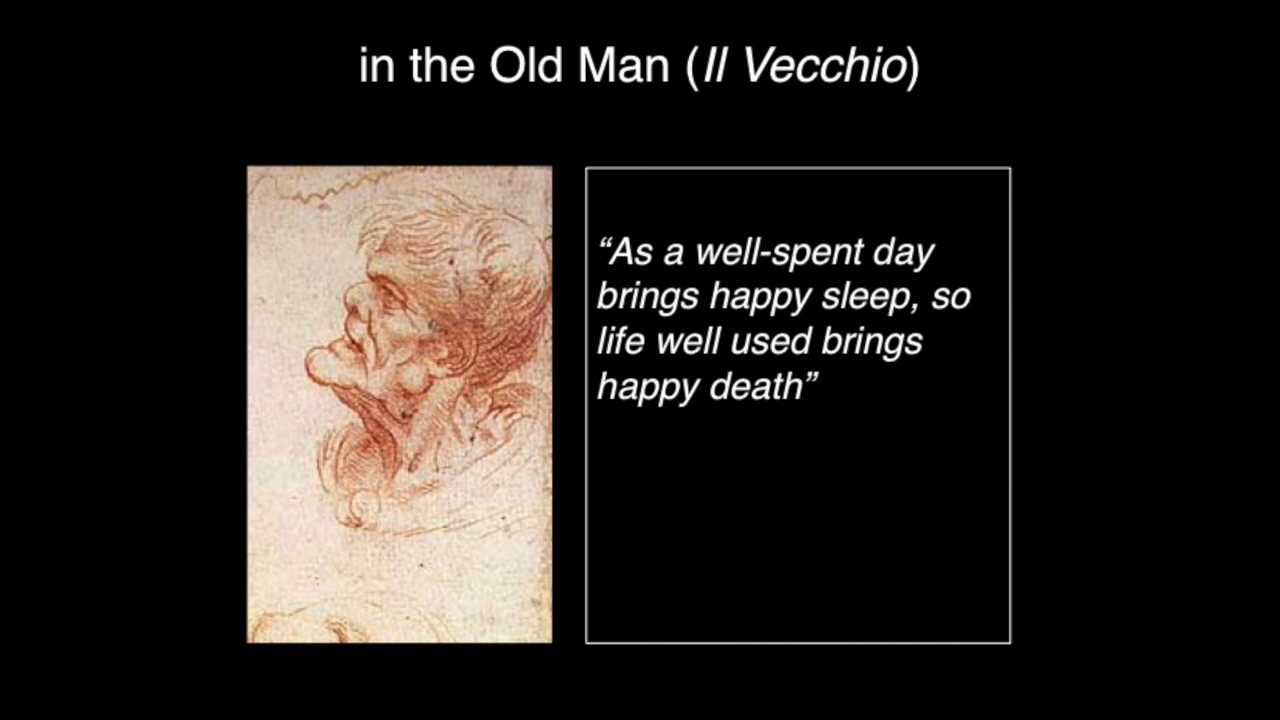 in the Old Man (Il Vecchio)
“As a well-spent day
brings happy sleep, so
life well used brings
happy death”